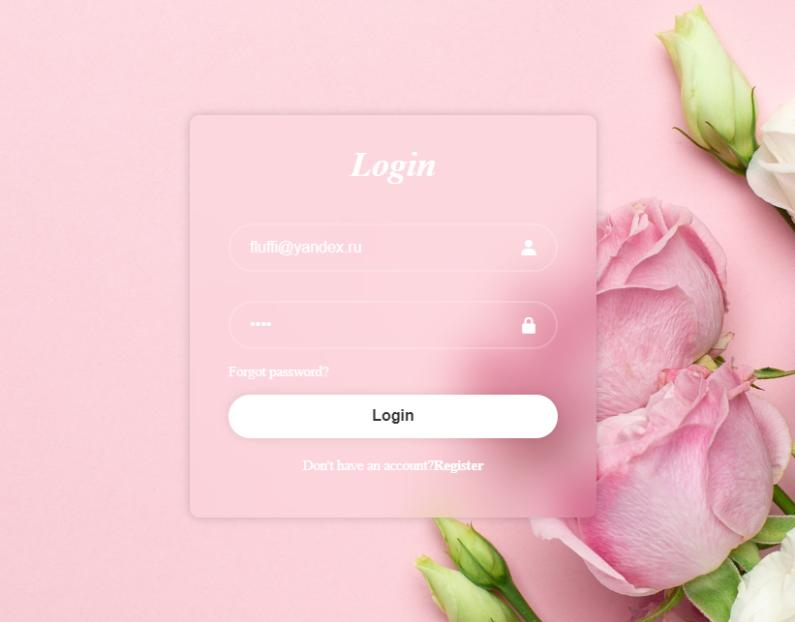 Login
fluffi@yandex.ru
••••
Forgot password?
Login
Don't have an account?Register